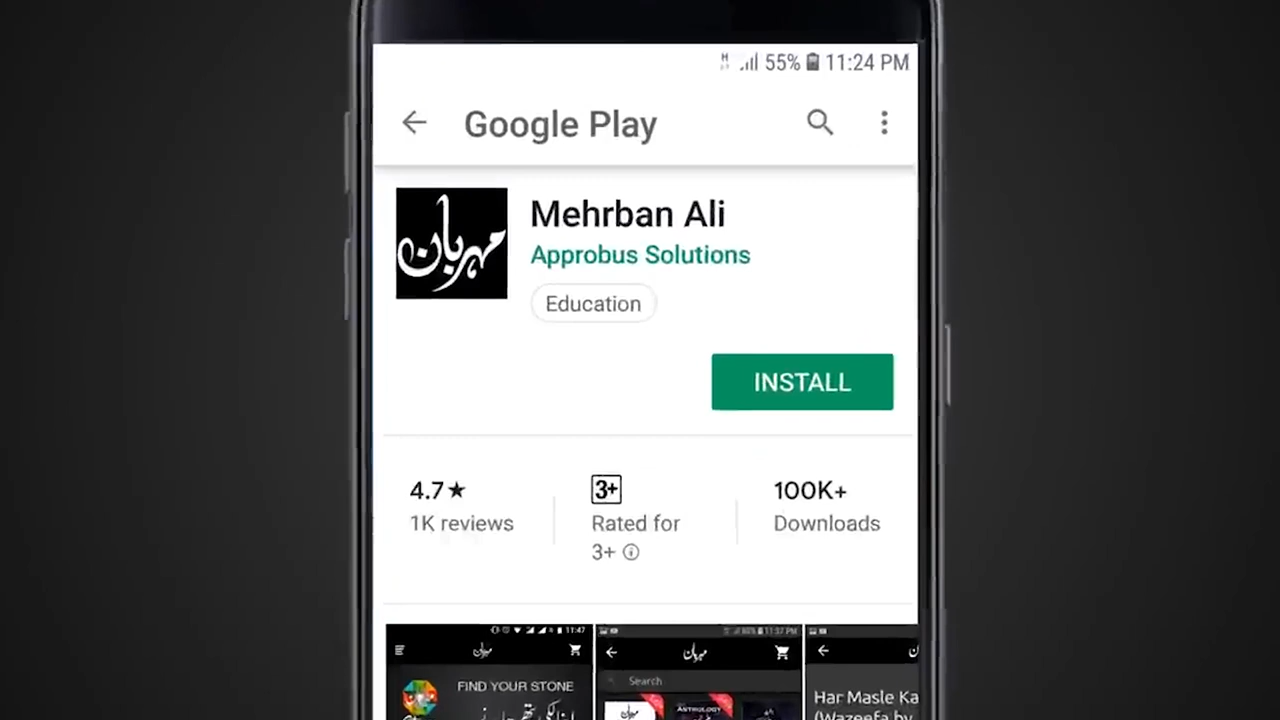 55% 11:24 PM
Google Play
مہربان
Mehrban Ali
Approbus Solutions
Education
INSTALL
4.7★
1K reviews
3+
Rated for
3+
100K+
Downloads
11:47
مہربان
FIND YOUR STONE
11:37 PM
مہربان
Search
ASTROLOGY
Har Masle Ka
(Wazeefa by